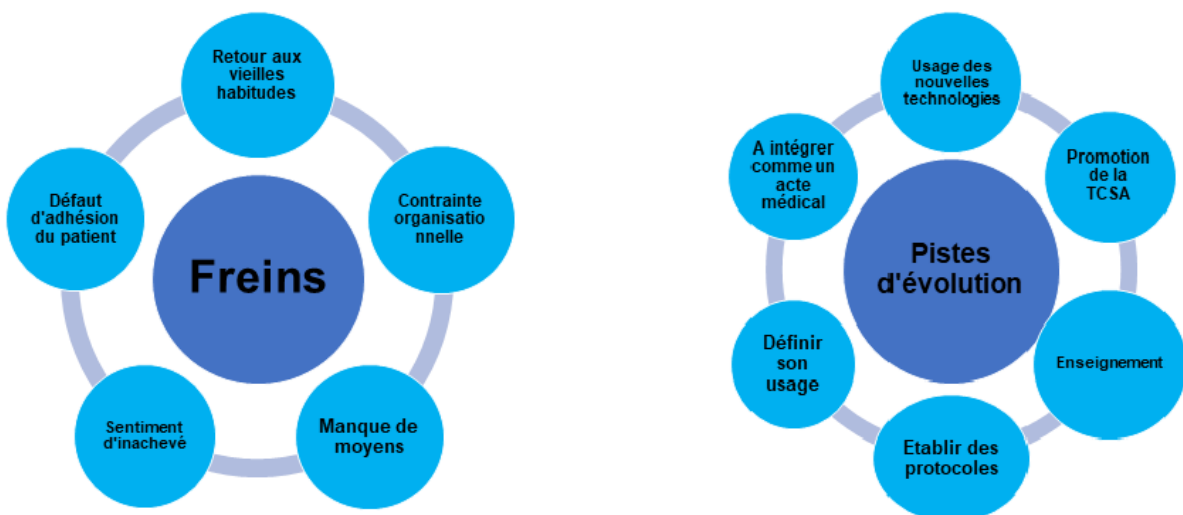 Retour aux
vieilles
habitudes
Contrainte
organisatio
nnelle
Manque de
moyens
Sentiment
d'inachevé
Défaut
d'adhésion
du patient
Freins
Usage des
nouvelles
technologies
Promotion
de la
TCSA
Enseignement
Etablir des
protocoles
Définir
son
usage
A intégrer
comme un
acte
médical
Pistes
d'évolution